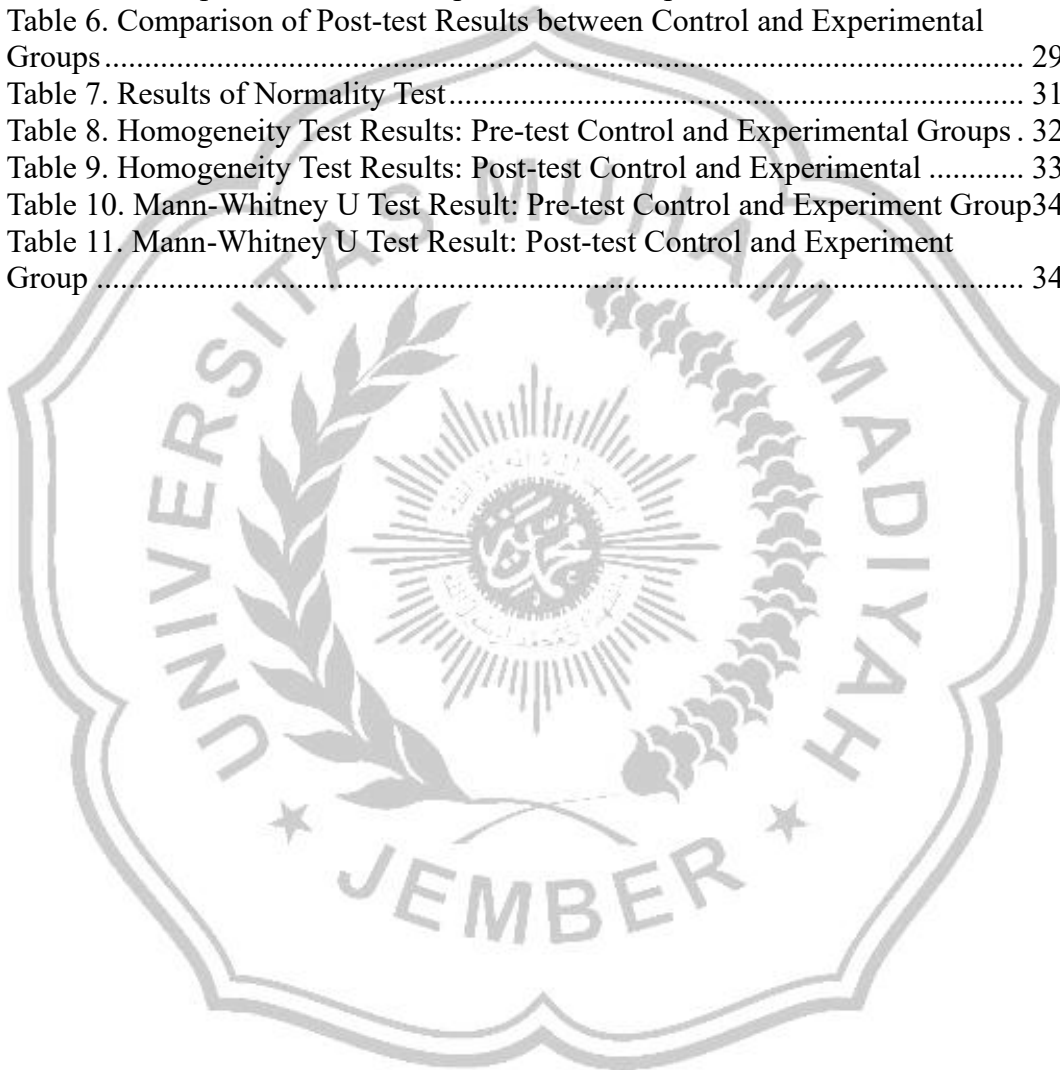 Table 6. Comparison of Post-test Results between Control and Experimental
Groups........................................................................................................................ 29
Table 7. Results of Normality Test........................................................................... 31
Table 8. Homogeneity Test Results: Pre-test Control and Experimental Groups . 32
Table 9. Homogeneity Test Results: Post-test Control and Experimental ............ 33
Table 10. Mann-Whitney U Test Result: Pre-test Control and Experiment Group34
Table 11. Mann-Whitney U Test Result: Post-test Control and Experiment
Group ......................................................................................................................... 34
UNIVERSITAS MUHAMMADIYAH
JEMBER